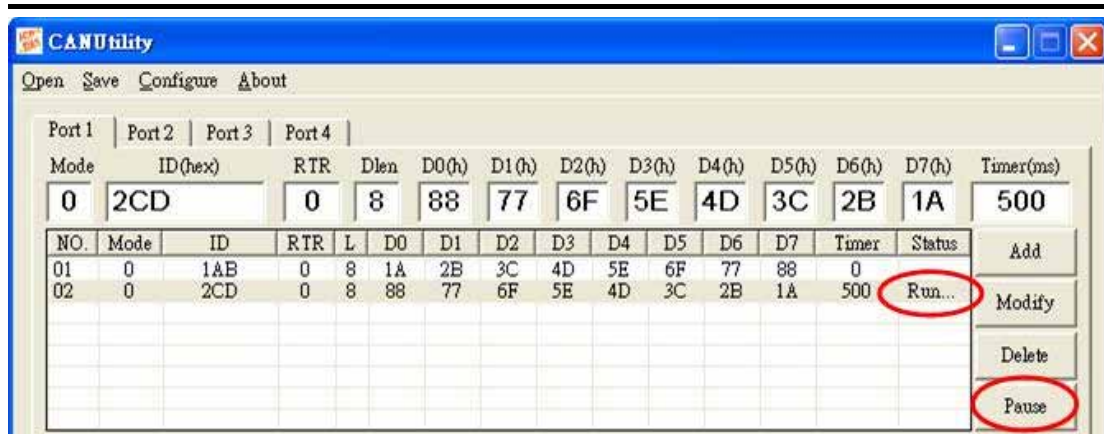 CANUtility
Open Save Configure About
Port 1 Port 2 Port 3 Port 4
Mode ID(hex) RTR Dlen D0(h) D1(h) D2(h) D3(h) D4(h) D5(h) D6(h) D7(h) Timer(ms)
0 2CD 0 8 88 77 6F 5E 4D 3C 2B 1A 500
NO. Mode ID RTR L D0 D1 D2 D3 D4 D5 D6 D7 Timer Status
01 0 1AB 0 8 1A 2B 3C 4D 5E 6F 77 88 0
02 0 2CD 0 8 88 77 6F 5E 4D 3C 2B 1A 500 Run...
Add
Modify
Delete
Pause